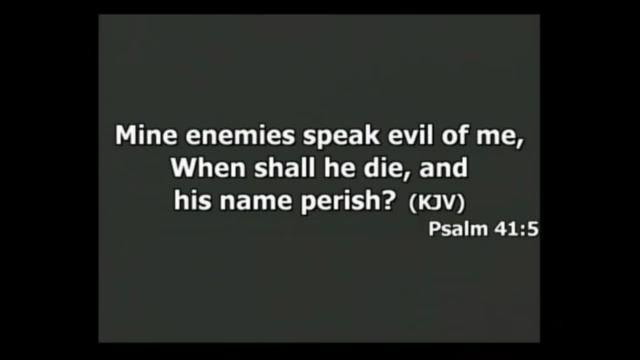 Mine enemies speak evil of me,
When shall he die, and
his name perish? (KJV)
Psalm 41:5